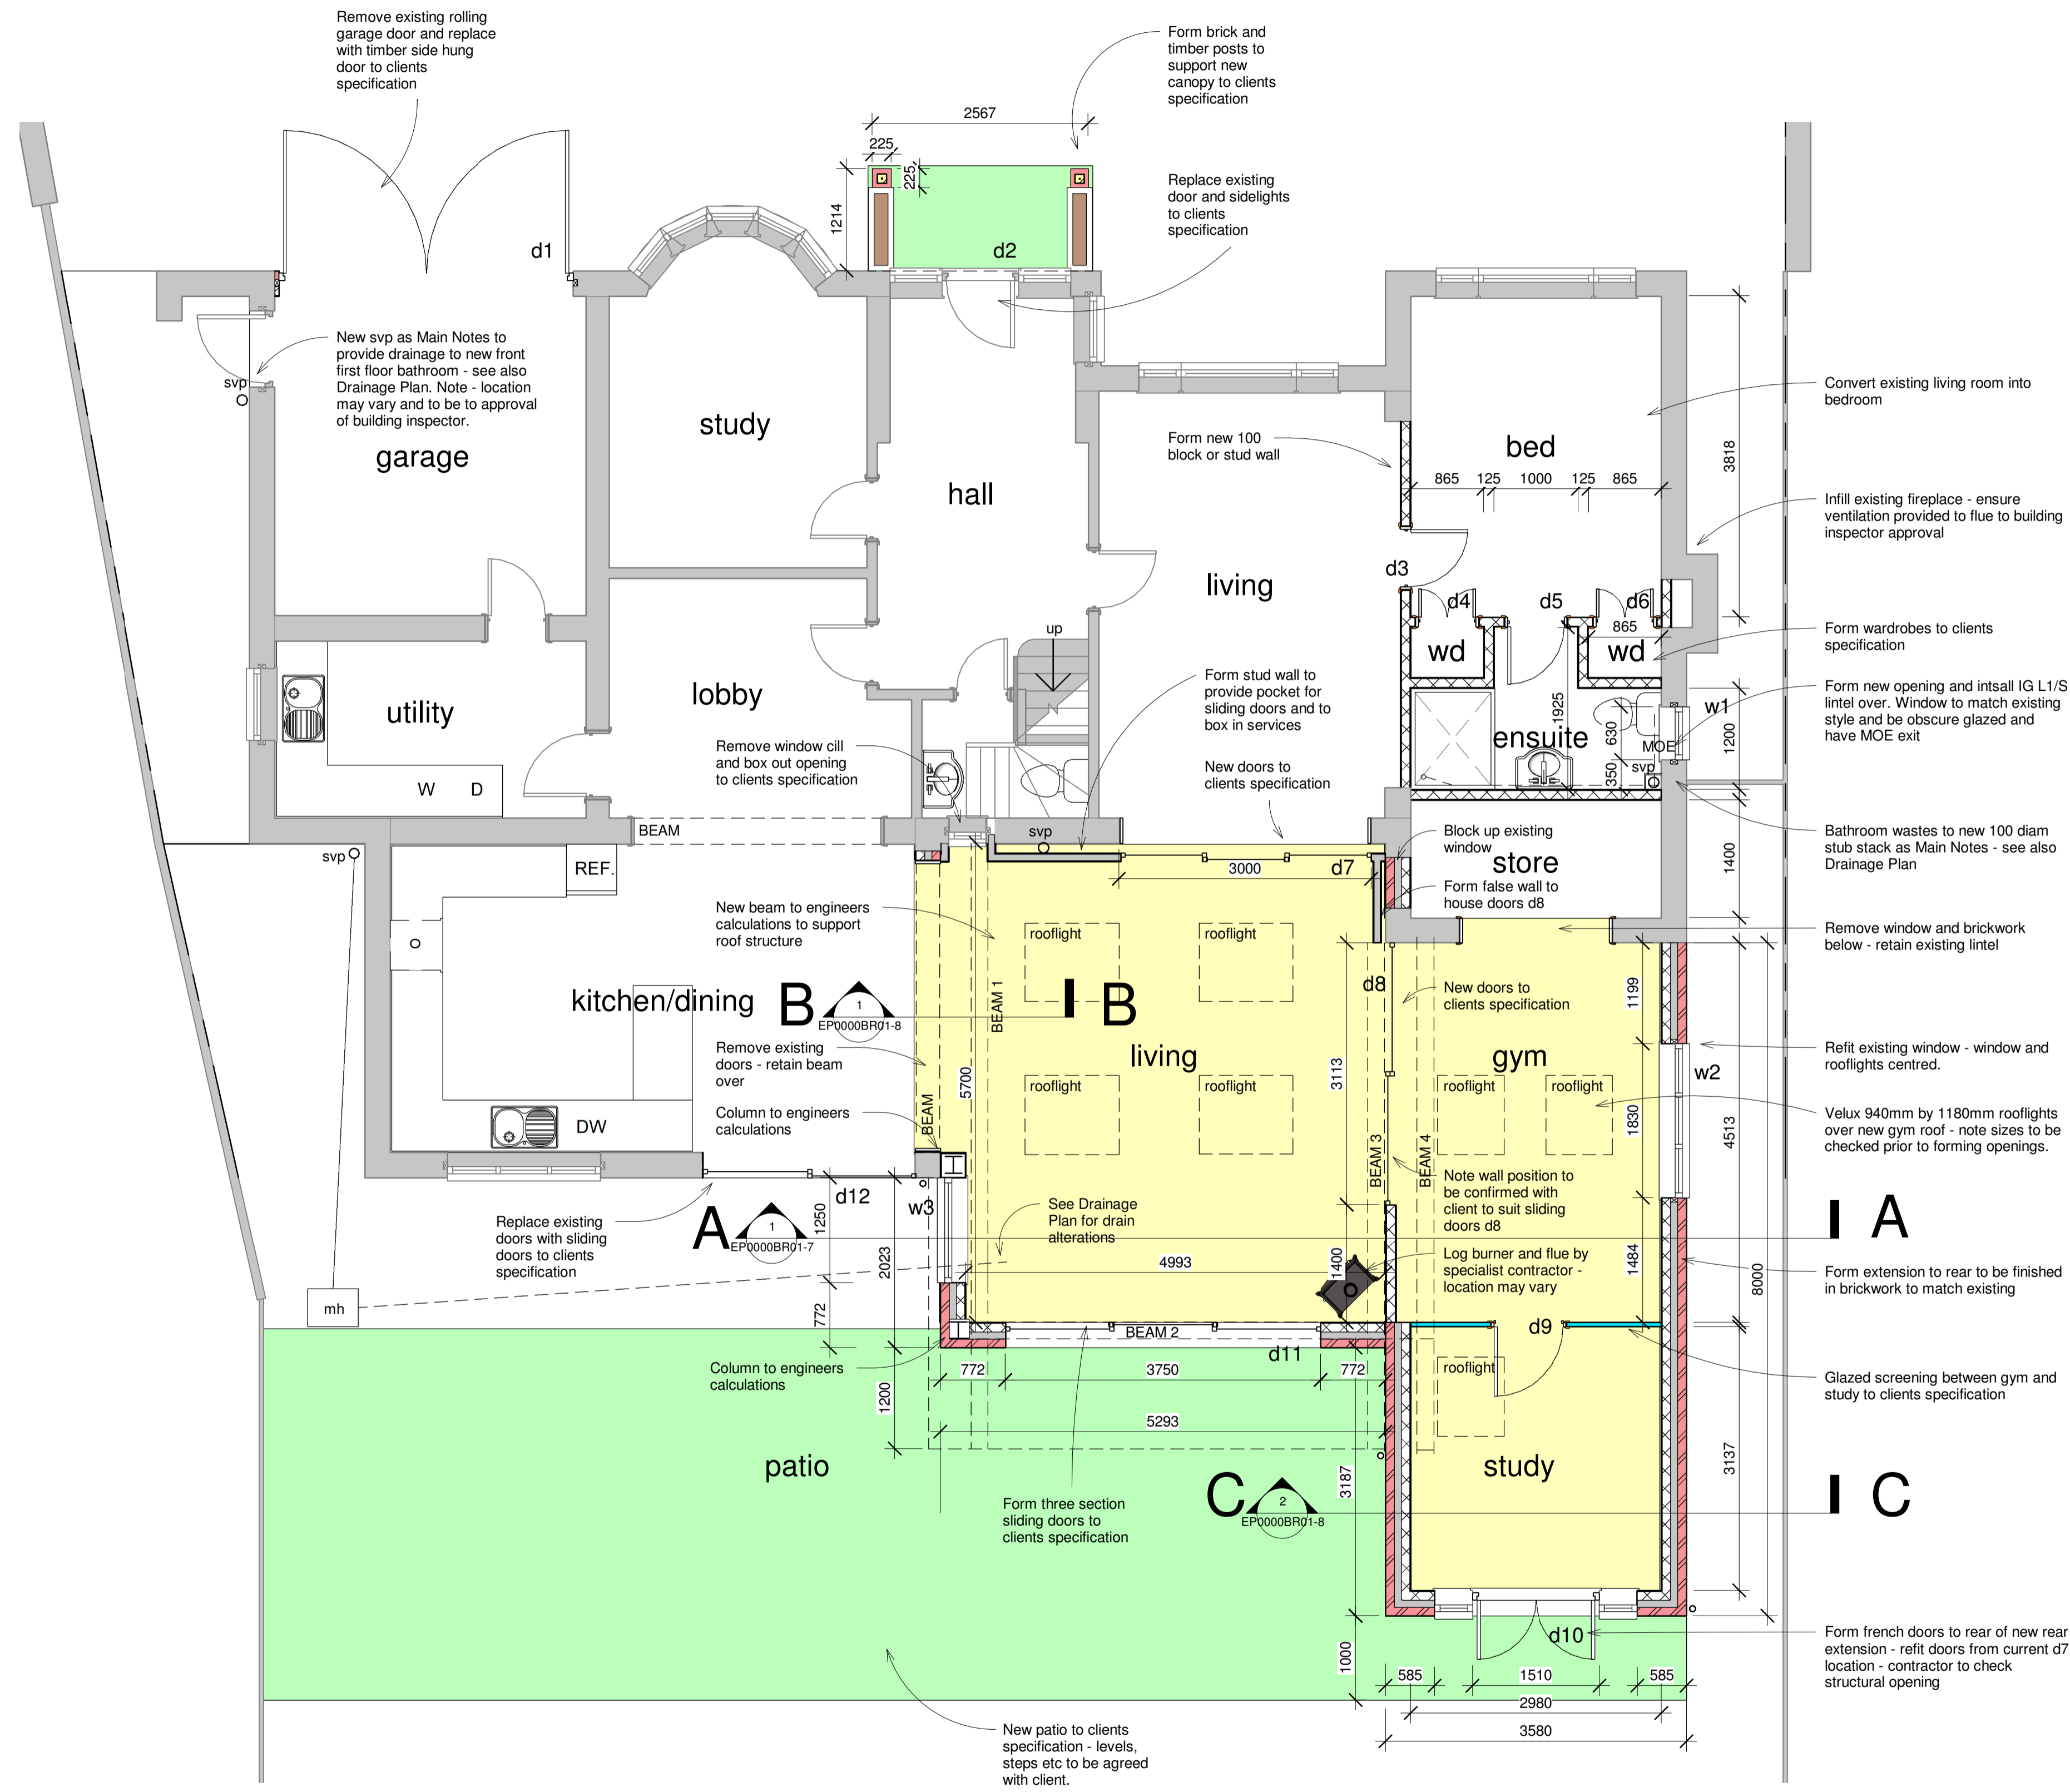 Remove existing rolling
garage door and replace
with timber side hung
door to clients
specification
Form brick and
timber posts to
support new
canopy to clients
specification
2567
225
225
1214
Replace existing
door and sidelights
to clients
specification
d1
d2
New svp as Main Notes to
provide drainage to new front
first floor bathroom - see also
Drainage Plan. Note - location
may vary and to be to approval
of building inspector.
svp
garage
study
hall
Form new 100
block or stud wall
bed
865 125 1000 125 865
3818
Convert existing living room into
bedroom
Infill existing fireplace - ensure
ventilation provided to flue to building
inspector approval
living
d3
d4
d5
d6
865
wd
wd
Form wardrobes to clients
specification
up
utility
lobby
W D
Form stud wall to
provide pocket for
sliding doors and to
box in services
Remove window cill
and box out opening
to clients specification
New doors to
clients specification
ensuite
1925
630
350
MOE
svp
w1
1200
Form new opening and intsall IG L1/S
lintel over. Window to match existing
style and be obscure glazed and
have MOE exit
BEAM
svp
svp
REF.
3000
d7
Block up existing
window
store
Form false wall to
house doors d8
1400
Bathroom wastes to new 100 diam
stub stack as Main Notes - see also
Drainage Plan
New beam to engineers
calculations to support
roof structure
rooflight
rooflight
Remove window and brickwork
below - retain existing lintel
kitchen/dining
B
1
EP0000BR01-8
B
BEAM 1
d8
New doors to
clients specification
1199
living
gym
w2
Refit existing window - window and
rooflights centred.
Remove existing
doors - retain beam
over
5700
3113
rooflight
rooflight
rooflight
rooflight
1830
4513
Velux 940mm by 1180mm rooflights
over new gym roof - note sizes to be
checked prior to forming openings.
Column to engineers
calculations
BEAM
DW
BEAM 3
BEAM 4
Note wall position to
be confirmed with
client to suit sliding
doors d8
d12
w3
Replace existing
doors with sliding
doors to clients
specification
A
1
EP0000BR01-7
A
1250
2023
772
See Drainage
Plan for drain
alterations
4993
1400
Log burner and flue by
specialist contractor -
location may vary
1484
8000
Form extension to rear to be finished
in brickwork to match existing
mh
BEAM 2
d11
d9
Column to engineers
calculations
772 3750 772
rooflight
1200
5293
Glazed screening between gym and
study to clients specification
patio
study
3137
3187
C
2
EP0000BR01-8
C
Form three section
sliding doors to
clients specification
d10
Form french doors to rear of new rear
extension - refit doors from current d7
location - contractor to check
structural opening
1000
585 1510 585
2980
3580
New patio to clients
specification - levels,
steps etc to be agreed
with client.